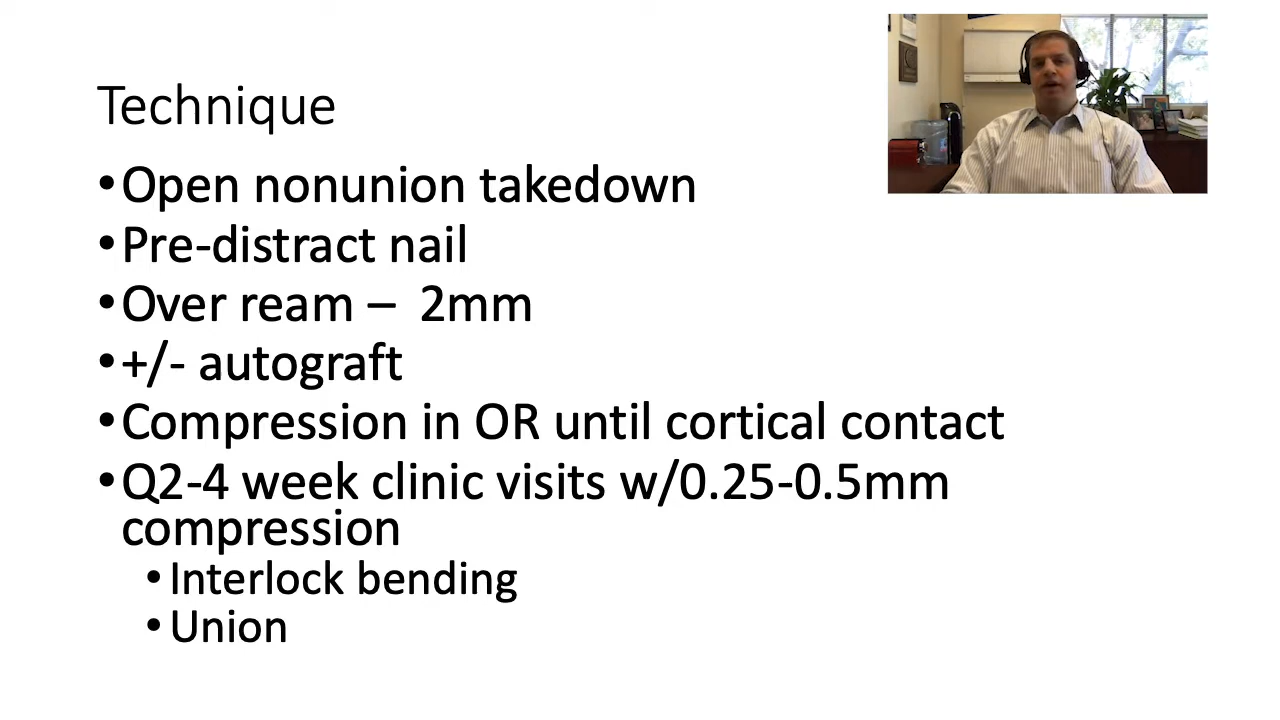 Technique
•Open nonunion takedown
•Pre-distract nail
•Over ream – 2mm
•+/- autograft
•Compression in OR until cortical contact
•Q2-4 week clinic visits w/0.25-0.5mm
compression
•Interlock bending
•Union